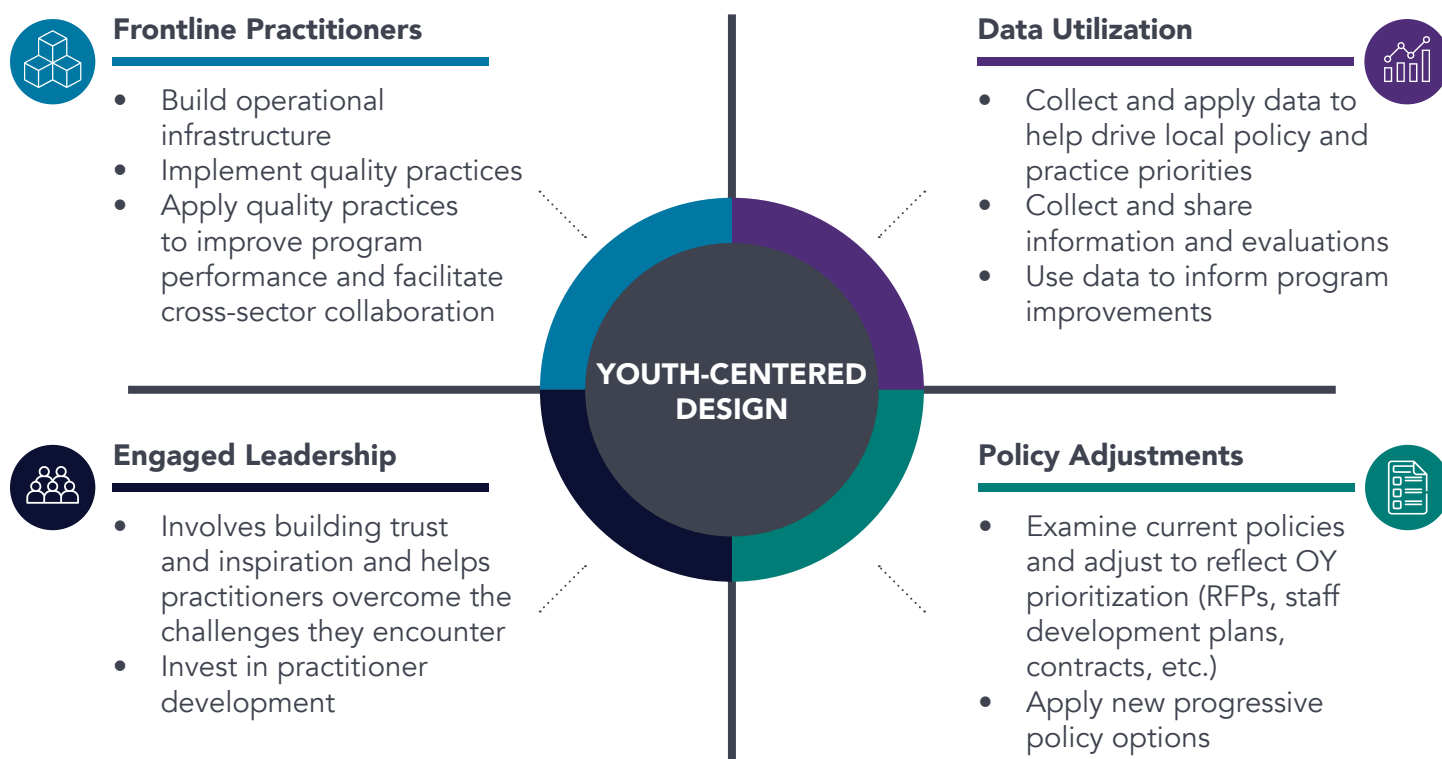 Frontline Practitioners
• Build operational
infrastructure
• Implement quality practices
• Apply quality practices
to improve program
performance and facilitate
cross-sector collaboration
Data Utilization
• Collect and apply data to
help drive local policy and
practice priorities
• Collect and share
information and evaluations
• Use data to inform program
improvements
YOUTH-CENTERED
DESIGN
Engaged Leadership
• Involves building trust
and inspiration and helps
practitioners overcome the
challenges they encounter
• Invest in practitioner
development
Policy Adjustments
• Examine current policies
and adjust to reflect OY
prioritization (RFPs, staff
development plans,
contracts, etc.)
• Apply new progressive
policy options